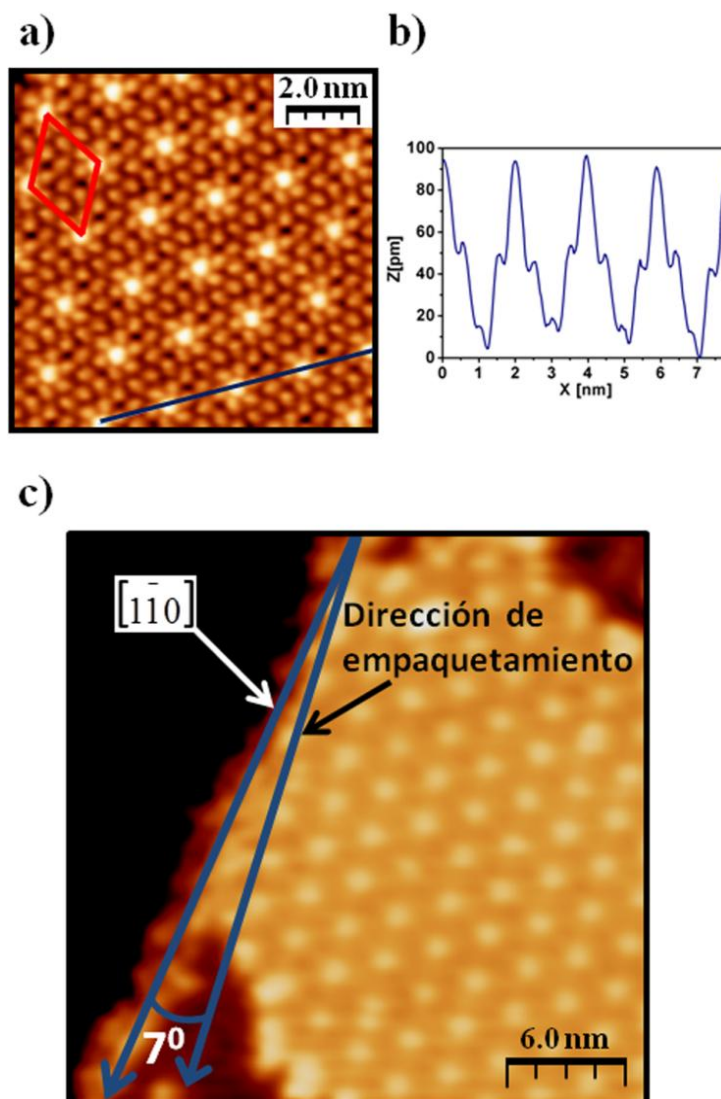 a)
b)
2.0 nm
100
80
60
40
20
0
Z[pm]
0 1 2 3 4 5 6 7
X [nm]
c)
[11̄0]
Dirección de
empaquetamiento
7⁰
6.0 nm